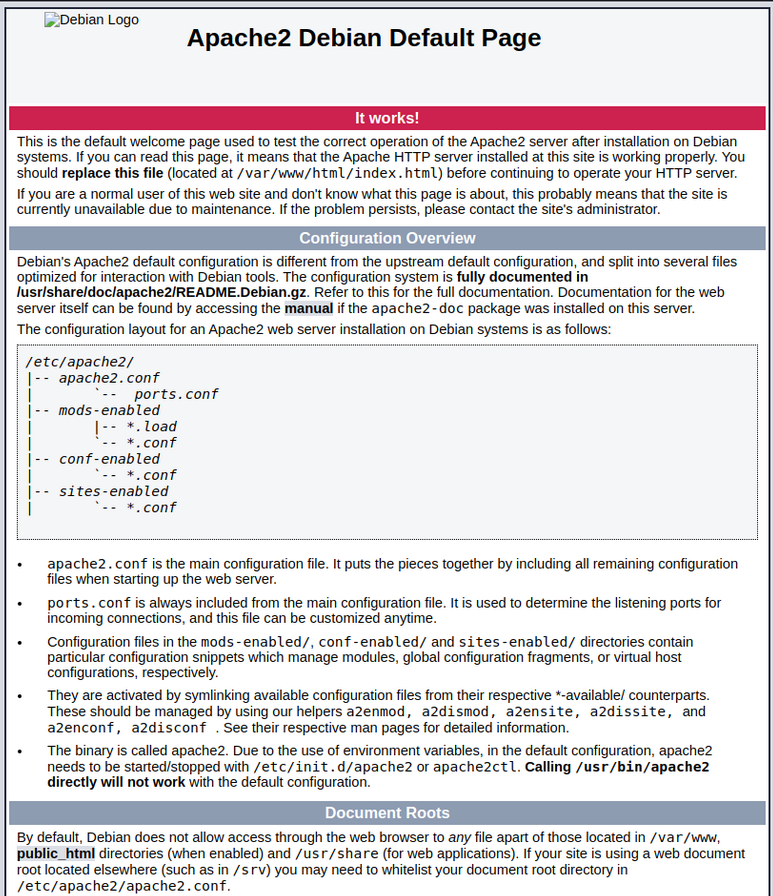 Debian Logo
Apache2 Debian Default Page
It works!
This is the default welcome page used to test the correct operation of the Apache2 server after installation on Debian
systems. If you can read this page, it means that the Apache HTTP server installed at this site is working properly. You
should replace this file (located at /var/www/html/index.html) before continuing to operate your HTTP server.
If you are a normal user of this web site and don't know what this page is about, this probably means that the site is
currently unavailable due to maintenance. If the problem persists, please contact the site's administrator.
Configuration Overview
Debian's Apache2 default configuration is different from the upstream default configuration, and split into several files
optimized for interaction with Debian tools. The configuration system is fully documented in
/usr/share/doc/apache2/README.Debian.gz. Refer to this for the full documentation. Documentation for the web
server itself can be found by accessing the manual if the apache2-doc package was installed on this server.
The configuration layout for an Apache2 web server installation on Debian systems is as follows:
/etc/apache2/
|-- apache2.conf
|       `--  ports.conf
|-- mods-enabled
|       |-- *.load
|       `-- *.conf
|-- conf-enabled
|       `-- *.conf
|-- sites-enabled
|       `-- *.conf
• apache2.conf is the main configuration file. It puts the pieces together by including all remaining configuration
files when starting up the web server.
• ports.conf is always included from the main configuration file. It is used to determine the listening ports for
incoming connections, and this file can be customized anytime.
• Configuration files in the mods-enabled/, conf-enabled/ and sites-enabled/ directories contain
particular configuration snippets which manage modules, global configuration fragments, or virtual host
configurations, respectively.
• They are activated by symlinking available configuration files from their respective *-available/ counterparts.
These should be managed by using our helpers a2enmod, a2dismod, a2ensite, a2dissite, and
a2enconf, a2disconf . See their respective man pages for detailed information.
• The binary is called apache2. Due to the use of environment variables, in the default configuration, apache2
needs to be started/stopped with /etc/init.d/apache2 or apache2ctl. Calling /usr/bin/apache2
directly will not work with the default configuration.
Document Roots
By default, Debian does not allow access through the web browser to any file apart of those located in /var/www,
public_html directories (when enabled) and /usr/share (for web applications). If your site is using a web document
root located elsewhere (such as in /srv) you may need to whitelist your document root directory in
/etc/apache2/apache2.conf.